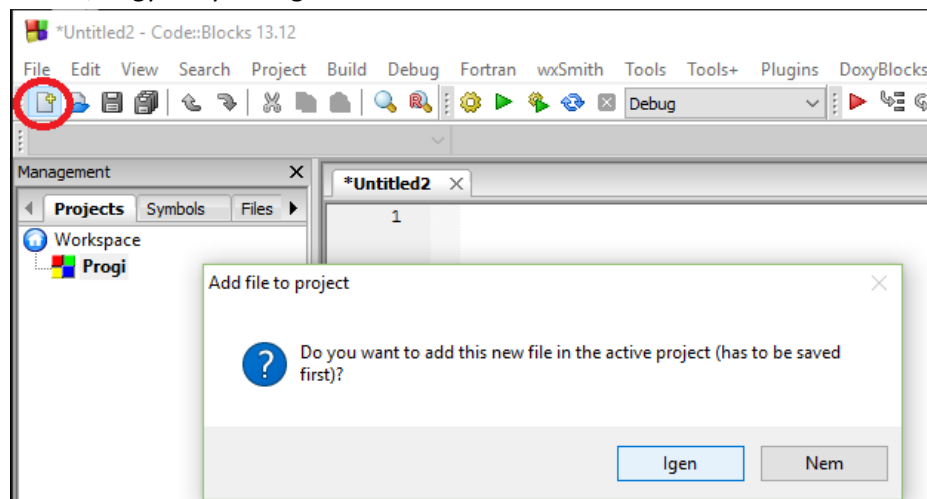 *Untitled2 - Code::Blocks 13.12
File Edit View Search Project Build Debug Fortran wxSmith Tools Tools+ Plugins DoxyBlocks
Debug
Management
*Untitled2
Projects Symbols Files
1
Workspace
Progi
Add file to project
Do you want to add this new file in the active project (has to be saved
first)?
Igen Nem